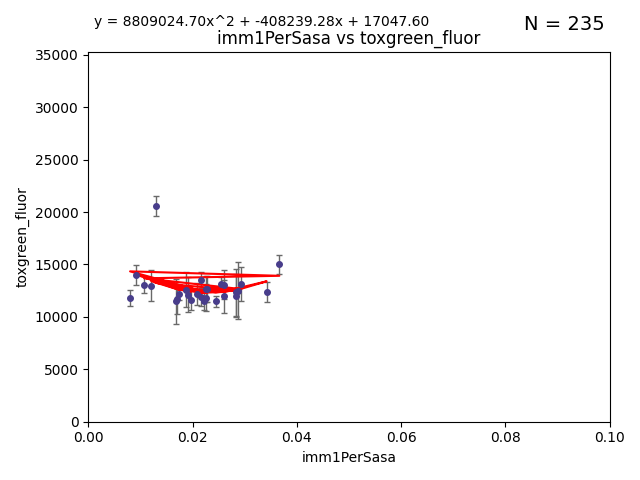 y = 8809024.70x^2 + -408239.28x + 17047.60
N = 235
imm1PerSasa vs toxgreen_fluor
35000
30000
25000
20000
15000
10000
5000
0
toxgreen_fluor
0.00 0.02 0.04 0.06 0.08 0.10
imm1PerSasa